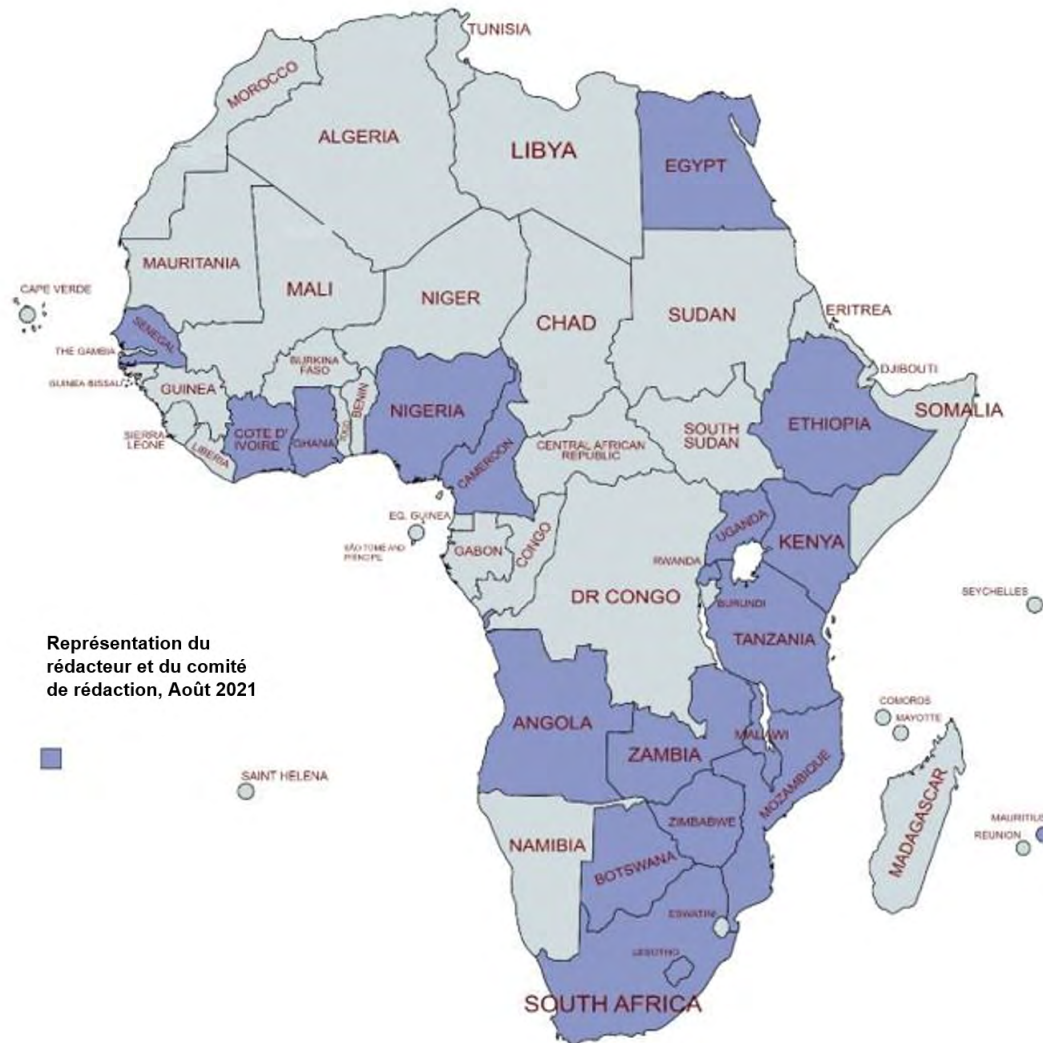 TUNISIA
MOROCCO
ALGERIA
LIBYA
EGYPT
MAURITANIA
MALI
NIGER
CHAD
SUDAN
ERITREA
CAPE VERDE
SENEGAL
THE GAMBIA
GUINEA-BISSAU
GUINEA
BURKINA
FASO
BENIN
TOGO
NIGERIA
DJIBOUTI
SOMALIA
ETHIOPIA
SOUTH
SUDAN
CENTRAL AFRICAN
REPUBLIC
SIERRA
LEONE
LIBERIA
COTE D'
IVOIRE
GHANA
CAMEROON
EQ. GUINEA
SÃO TOME AND
PRINCIPE
GABON
CONGO
UGANDA
KENYA
RWANDA
DR CONGO
BURUNDI
TANZANIA
SEYCHELLES
Représentation du
rédacteur et du comité
de rédaction, Août 2021
ANGOLA
ZAMBIA
MALAWI
MOZAMBIQUE
COMOROS
MAYOTTE
SAINT HELENA
MADAGASCAR
MAURITIUS
REUNION
NAMIBIA
ZIMBABWE
BOTSWANA
ESWATINI
LESOTHO
SOUTH AFRICA